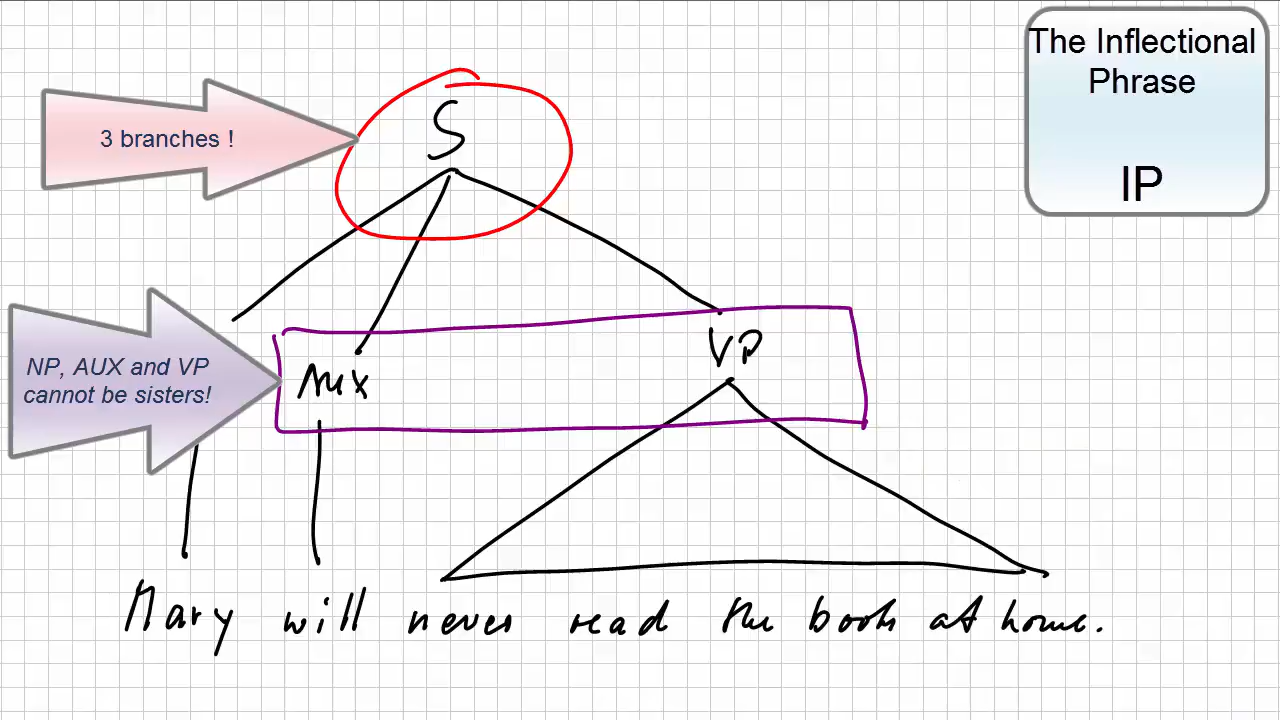 The Inflectional
Phrase
IP
3 branches !
S
NP, AUX and VP
cannot be sisters!
AUX
VP
Mary will never read the book at home.